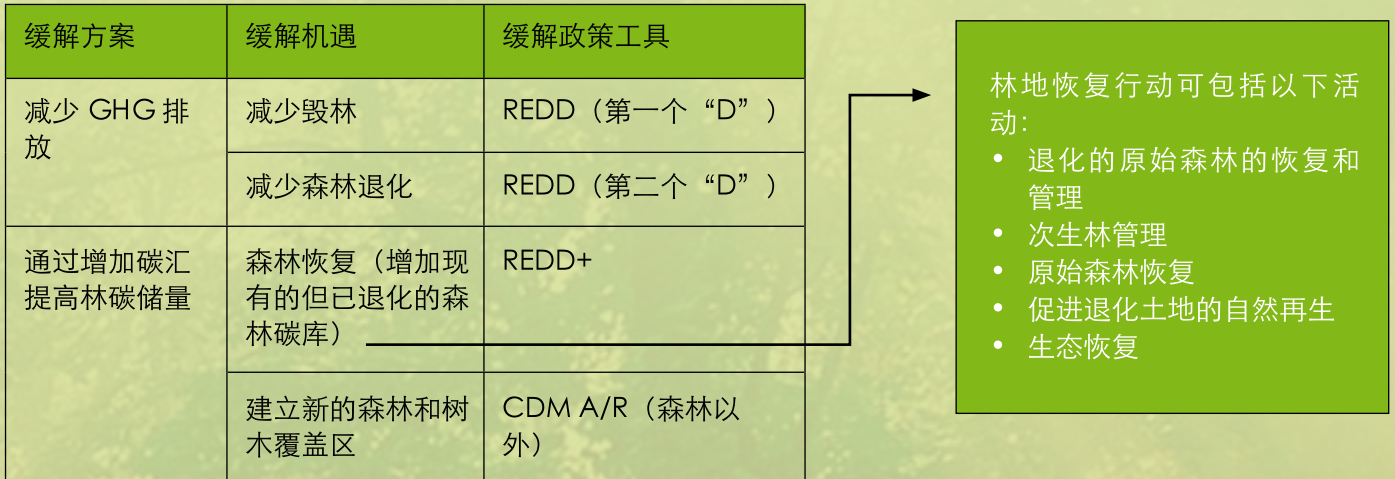 缓解方案
缓解机遇
缓解政策工具
减少 GHG 排
放
减少毁林
REDD（第一个“D”）
减少森林退化
REDD（第二个“D”）
通过增加碳汇
提高林碳储量
森林恢复（增加现
有的但已退化的森
林碳库）
REDD+
建立新的森林和树
木覆盖区
CDM A/R（森林以
外）
林地恢复行动可包括以下活
动：
• 退化的原始森林的恢复和
管理
• 次生林管理
• 原始森林恢复
• 促进退化土地的自然再生
• 生态恢复